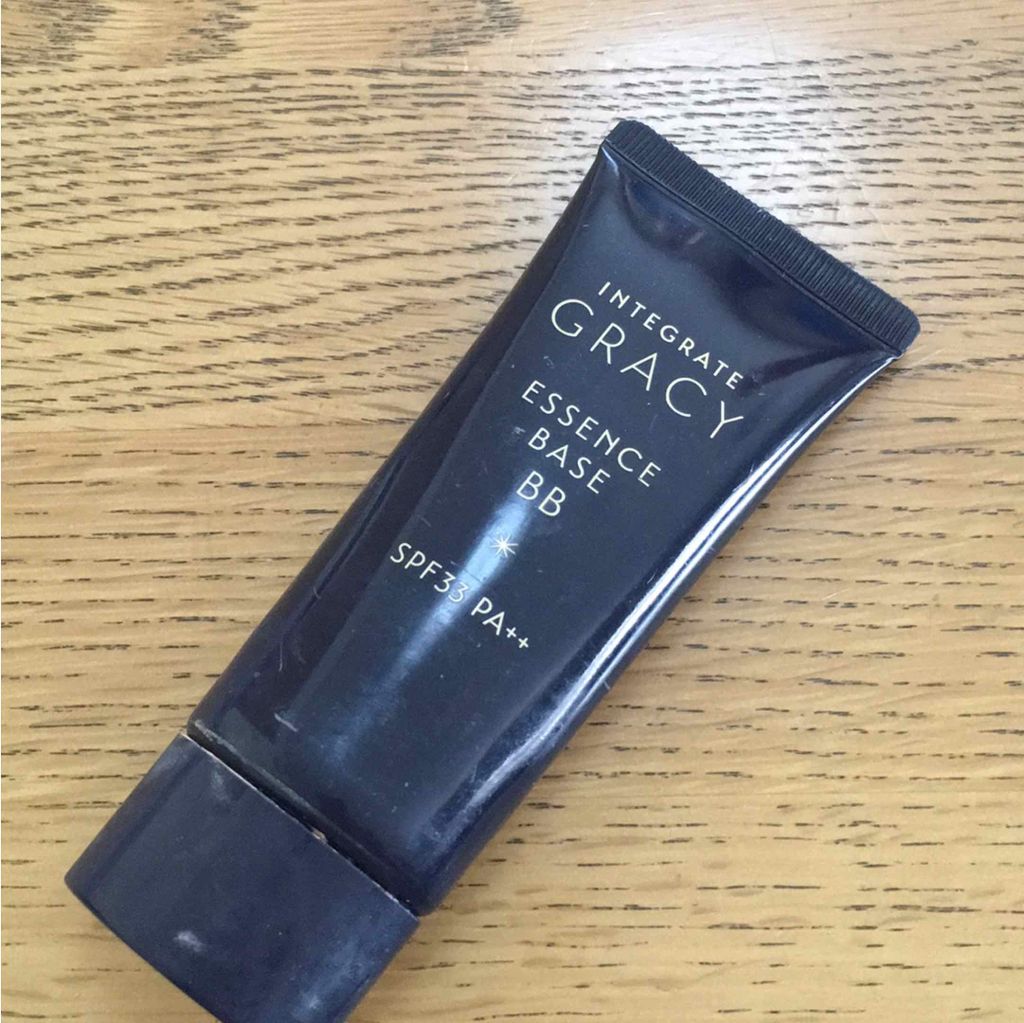 INTEGRATE
GRACY
ESSENCE
BASE
BB
SPF33 PA++